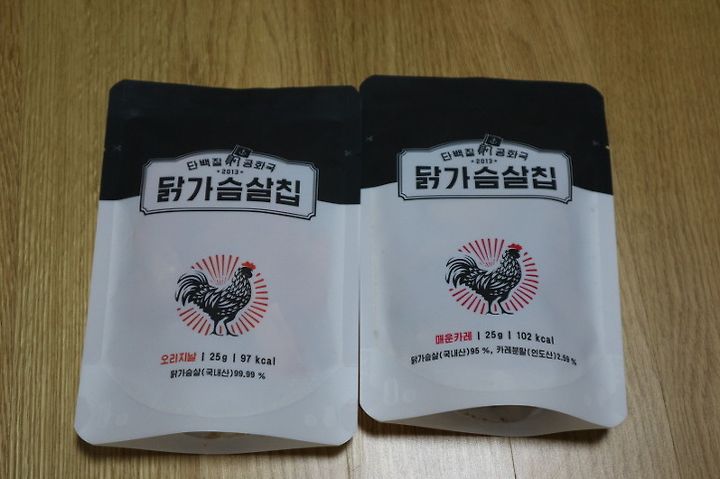 단백질 공화국
•2013•
닭가슴살칩
오리지날 | 25g | 97 kcal
닭가슴살(국내산)99.99 %
단백질 공화국
•2013•
닭가슴살칩
매운카레 | 25g | 102 kcal
닭가슴살(국내산)95 %, 카레분말(인도산)2.59 %